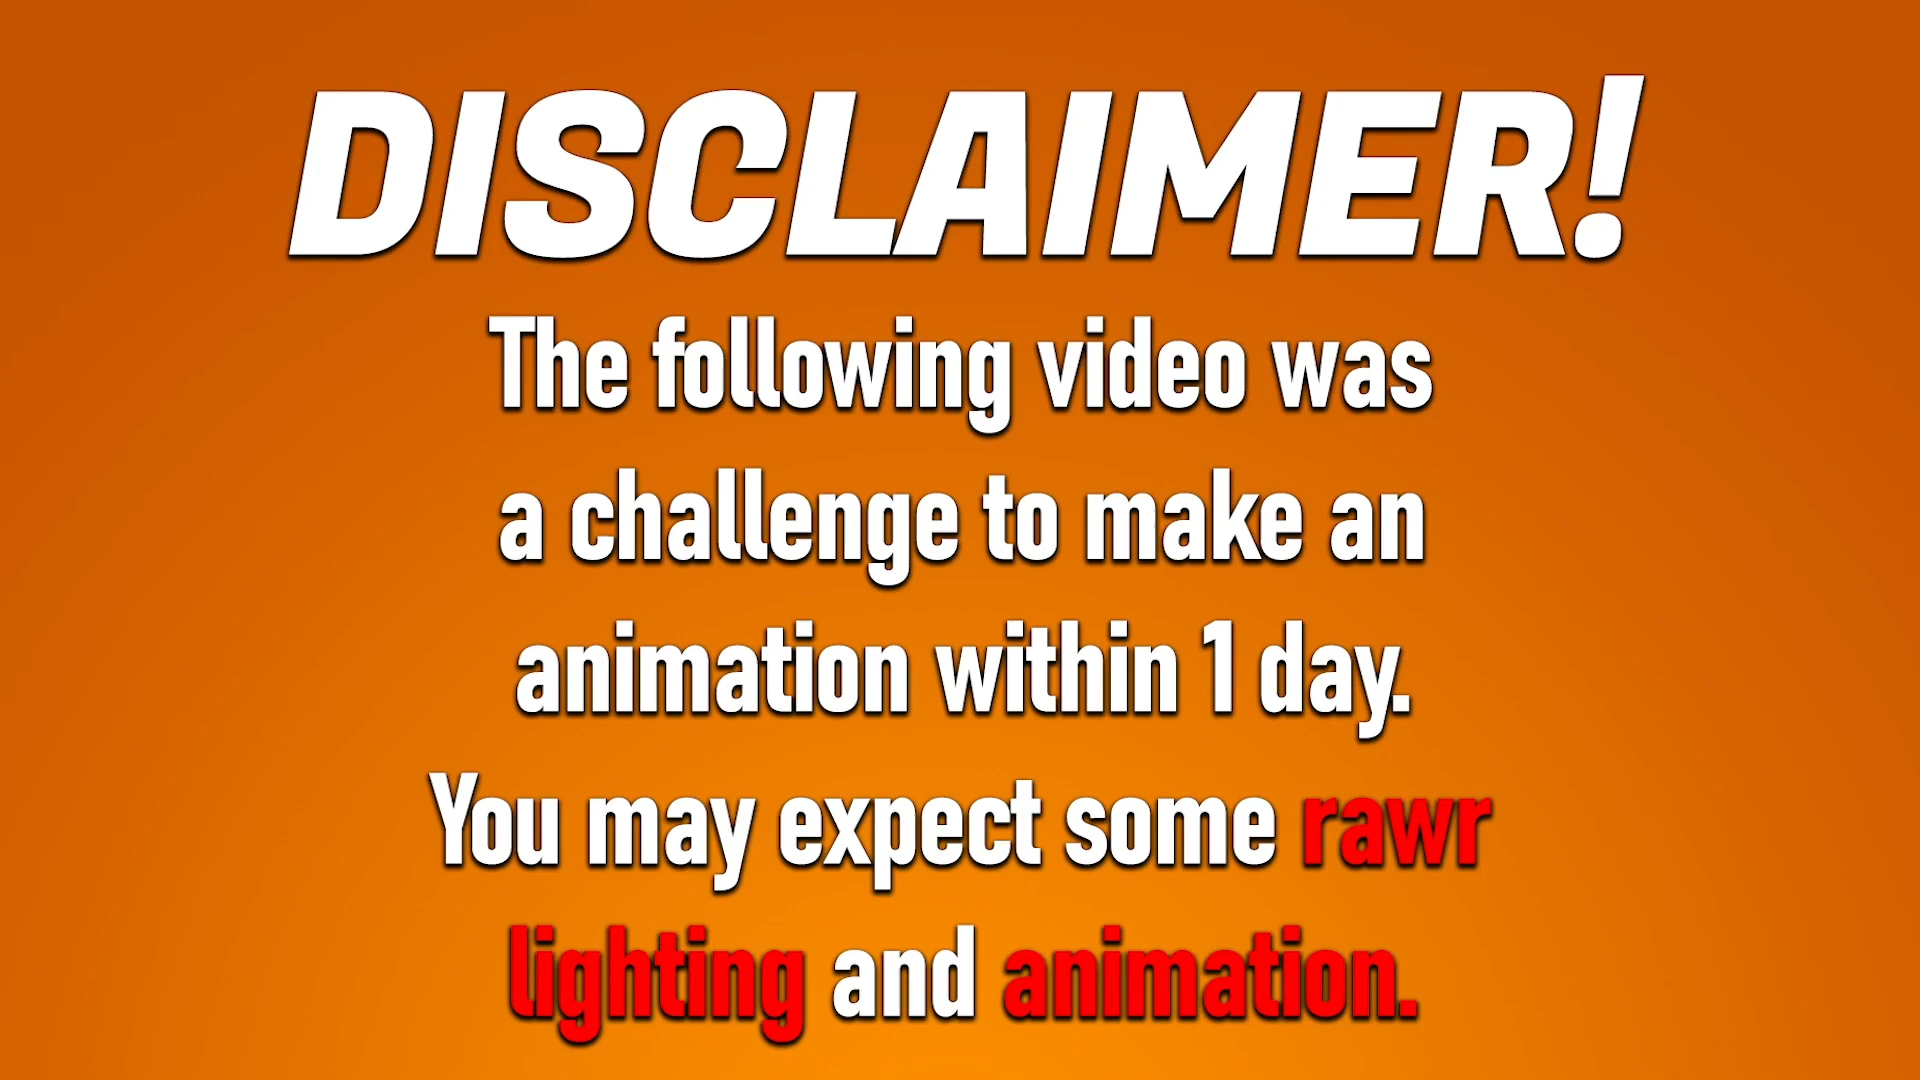 DISCLAIMER!
The following video was
a challenge to make an
animation within 1 day.
You may expect some rawr
lighting and animation.